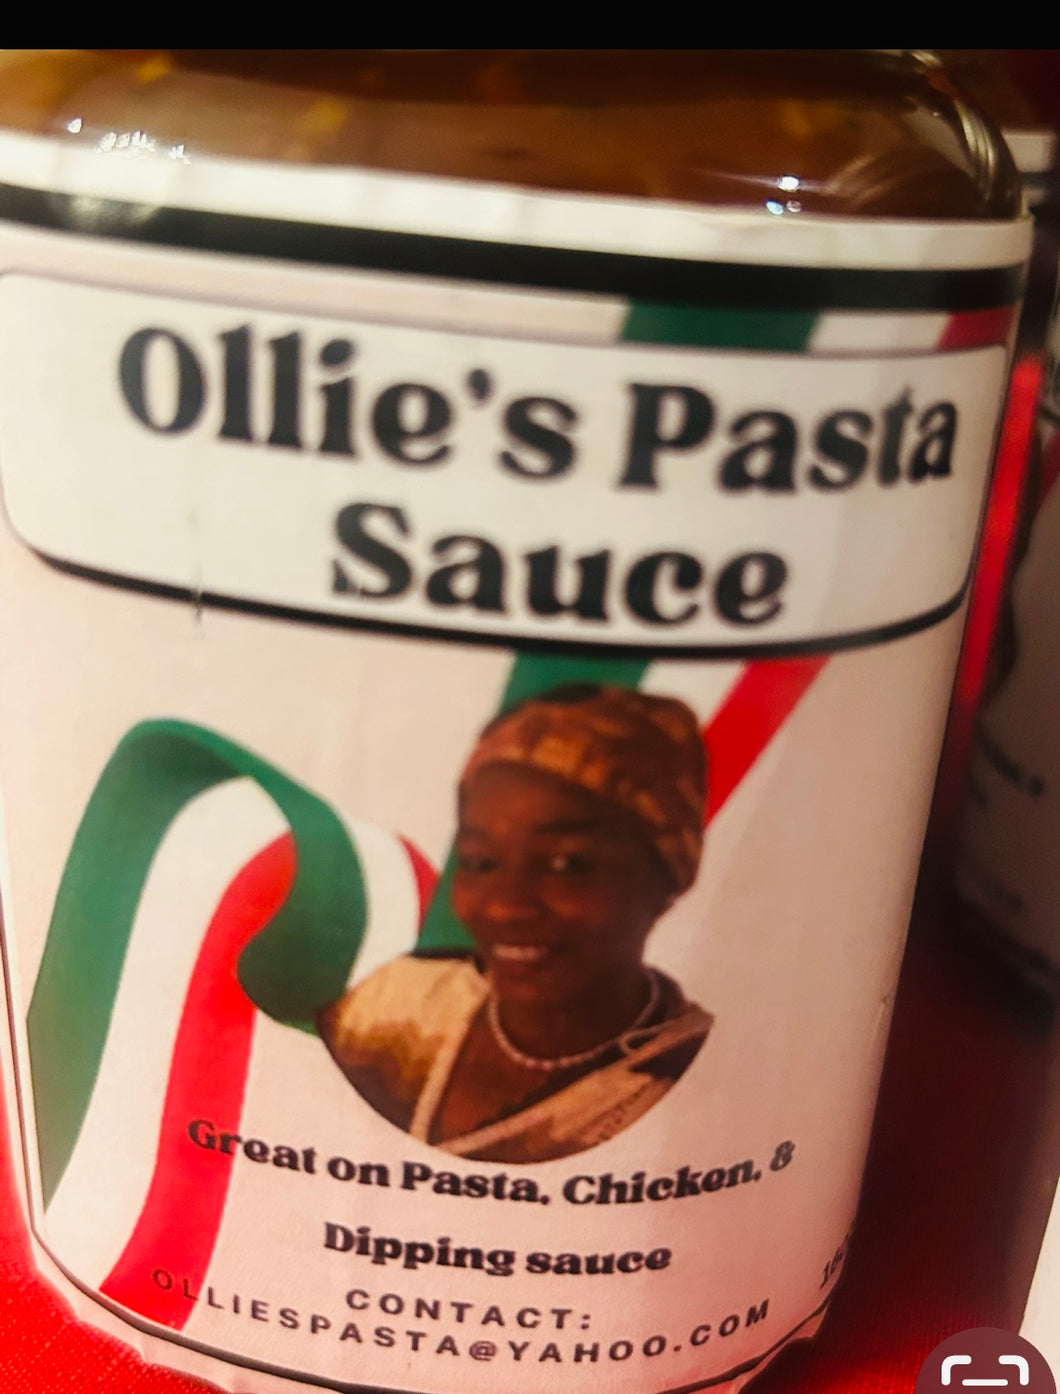 Ollie's Pasta
Sauce
Great on Pasta, Chicken, &
Dipping sauce
CONTACT:
OLLIESPASTA@YAHOO.COM